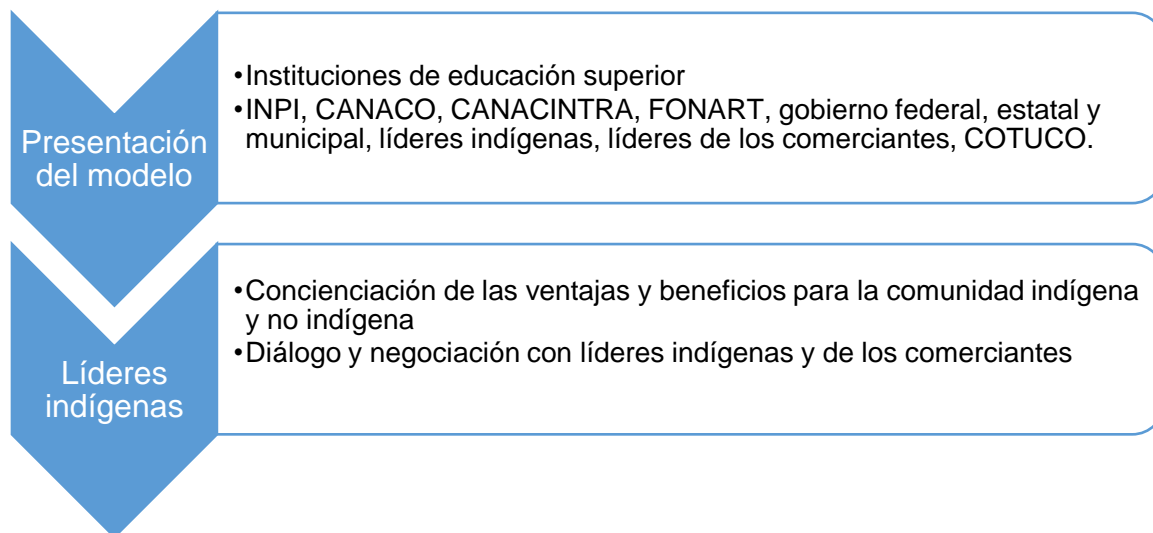 Presentación
del modelo
•Instituciones de educación superior
•INPI, CANACO, CANACINTRA, FONART, gobierno federal, estatal y
municipal, líderes indígenas, líderes de los comerciantes, COTUCO.
Líderes
indígenas
•Concienciación de las ventajas y beneficios para la comunidad indígena
y no indígena
•Diálogo y negociación con líderes indígenas y de los comerciantes